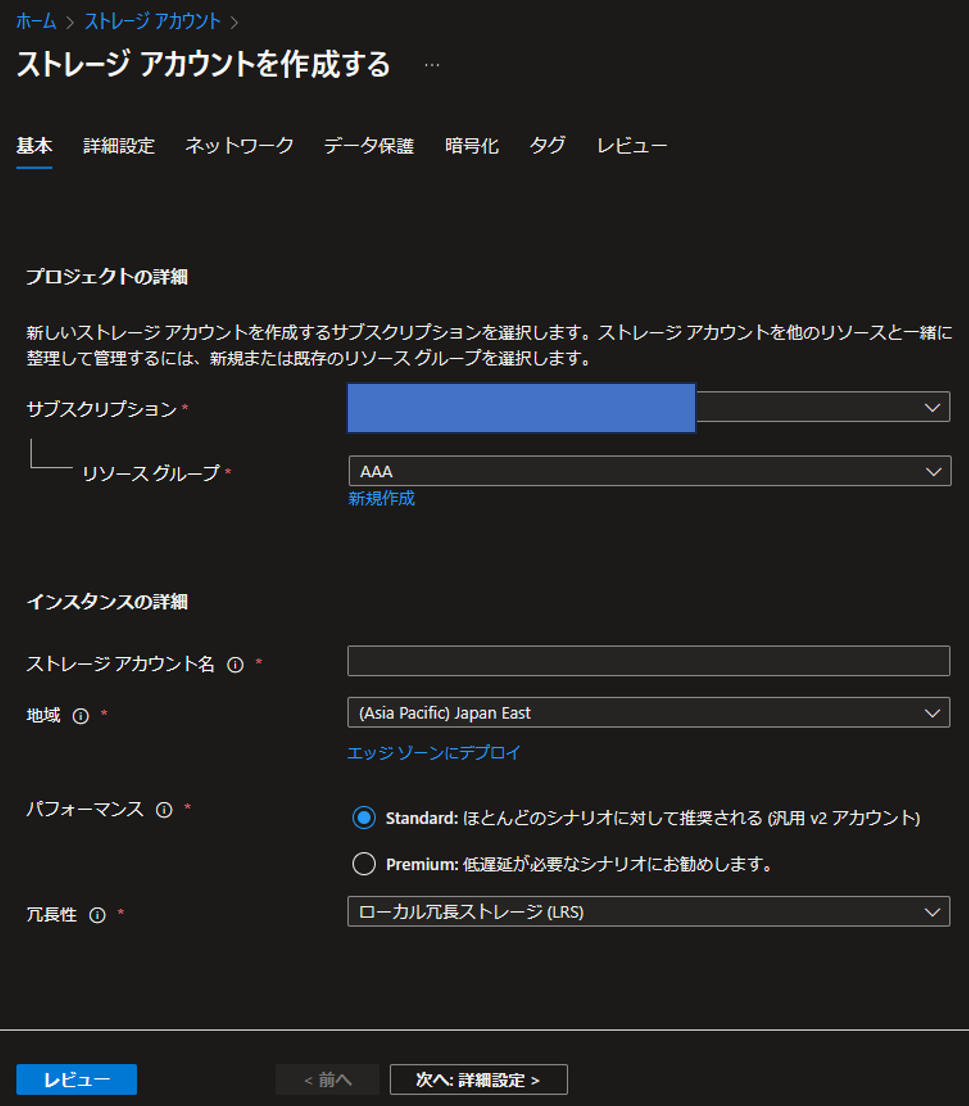 ホーム > ストレージ アカウント >
ストレージ アカウントを作成する ...
基本 詳細設定 ネットワーク データ保護 暗号化 タグ レビュー
プロジェクトの詳細
新しいストレージ アカウントを作成するサブスクリプションを選択します。ストレージ アカウントを他のリソースと一緒に
整理して管理するには、新規または既存のリソース グループを選択します。
サブスクリプション *
リソース グループ * AAA
新規作成
インスタンスの詳細
ストレージ アカウント名 *
地域 * (Asia Pacific) Japan East
エッジ ゾーンにデプロイ
パフォーマンス * Standard: ほとんどのシナリオに対して推奨される (汎用 v2 アカウント)
Premium: 低遅延が必要なシナリオにお勧めします。
冗長性 * ローカル冗長ストレージ (LRS)
レビュー < 前へ 次へ: 詳細設定 >